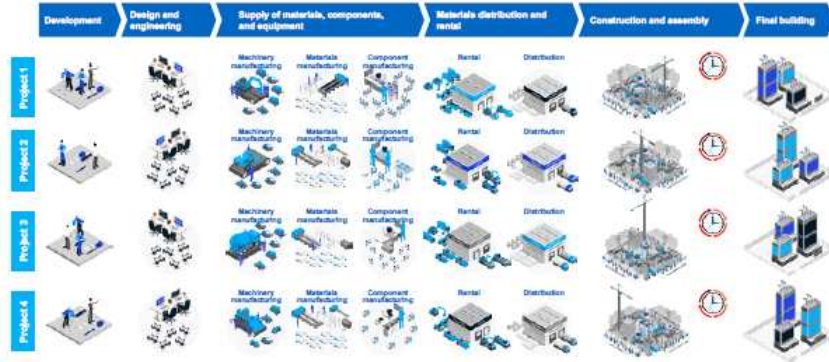 Development
Design and
engineering
Supply of materials, components,
and equipment
Materials distribution and
rental
Construction and assembly
Final building
Project 1
Machinery
manufacturing
Materials
manufacturing
Component
manufacturing
Rental
Distribution
Project 2
Machinery
manufacturing
Materials
manufacturing
Component
manufacturing
Rental
Distribution
Project 3
Machinery
manufacturing
Materials
manufacturing
Component
manufacturing
Rental
Distribution
Project 4
Machinery
manufacturing
Materials
manufacturing
Component
manufacturing
Rental
Distribution